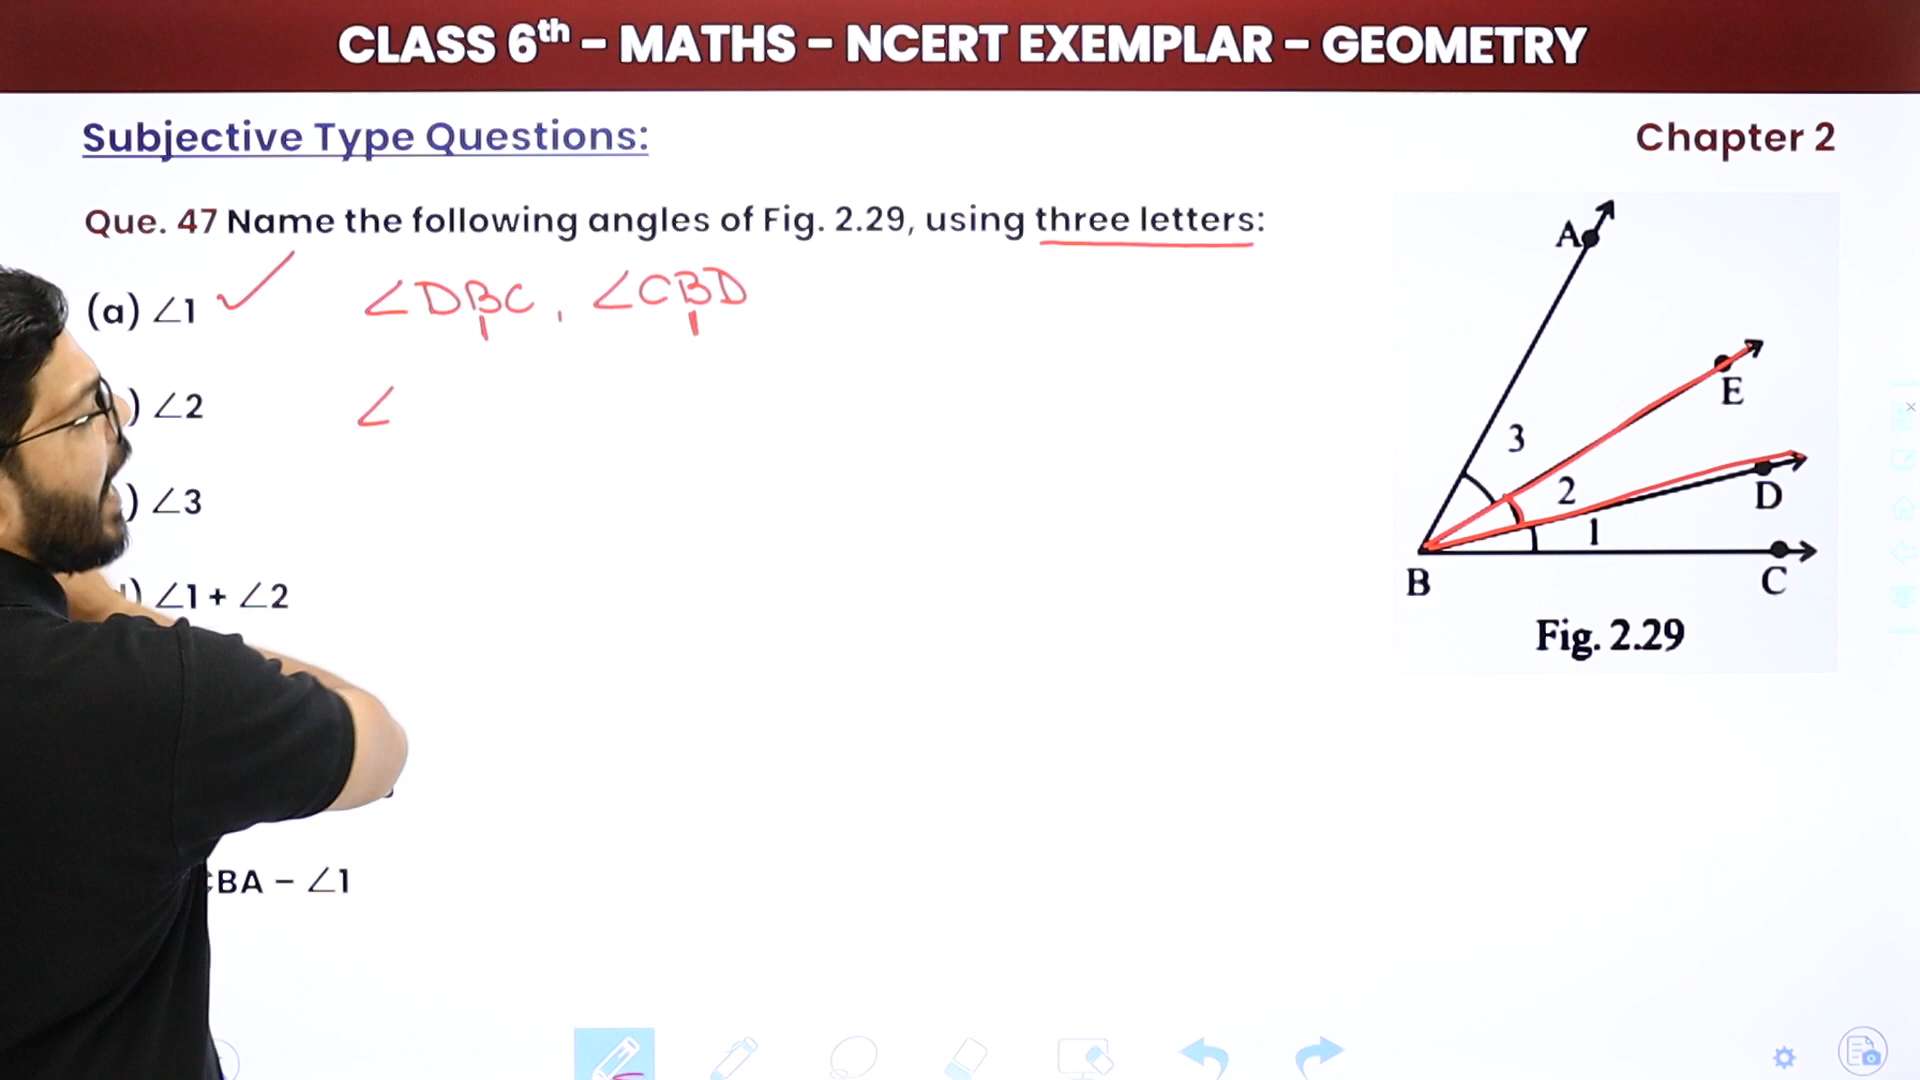 CLASS 6th – MATHS – NCERT EXEMPLAR – GEOMETRY
Subjective Type Questions:
Chapter 2
Que. 47 Name the following angles of Fig. 2.29, using three letters:
(a) ∠1 ∠DBC, ∠CBD
) ∠2 ∠
) ∠3
) ∠1 + ∠2
BA – ∠1
A
E
3
2
D
1
B
C
Fig. 2.29